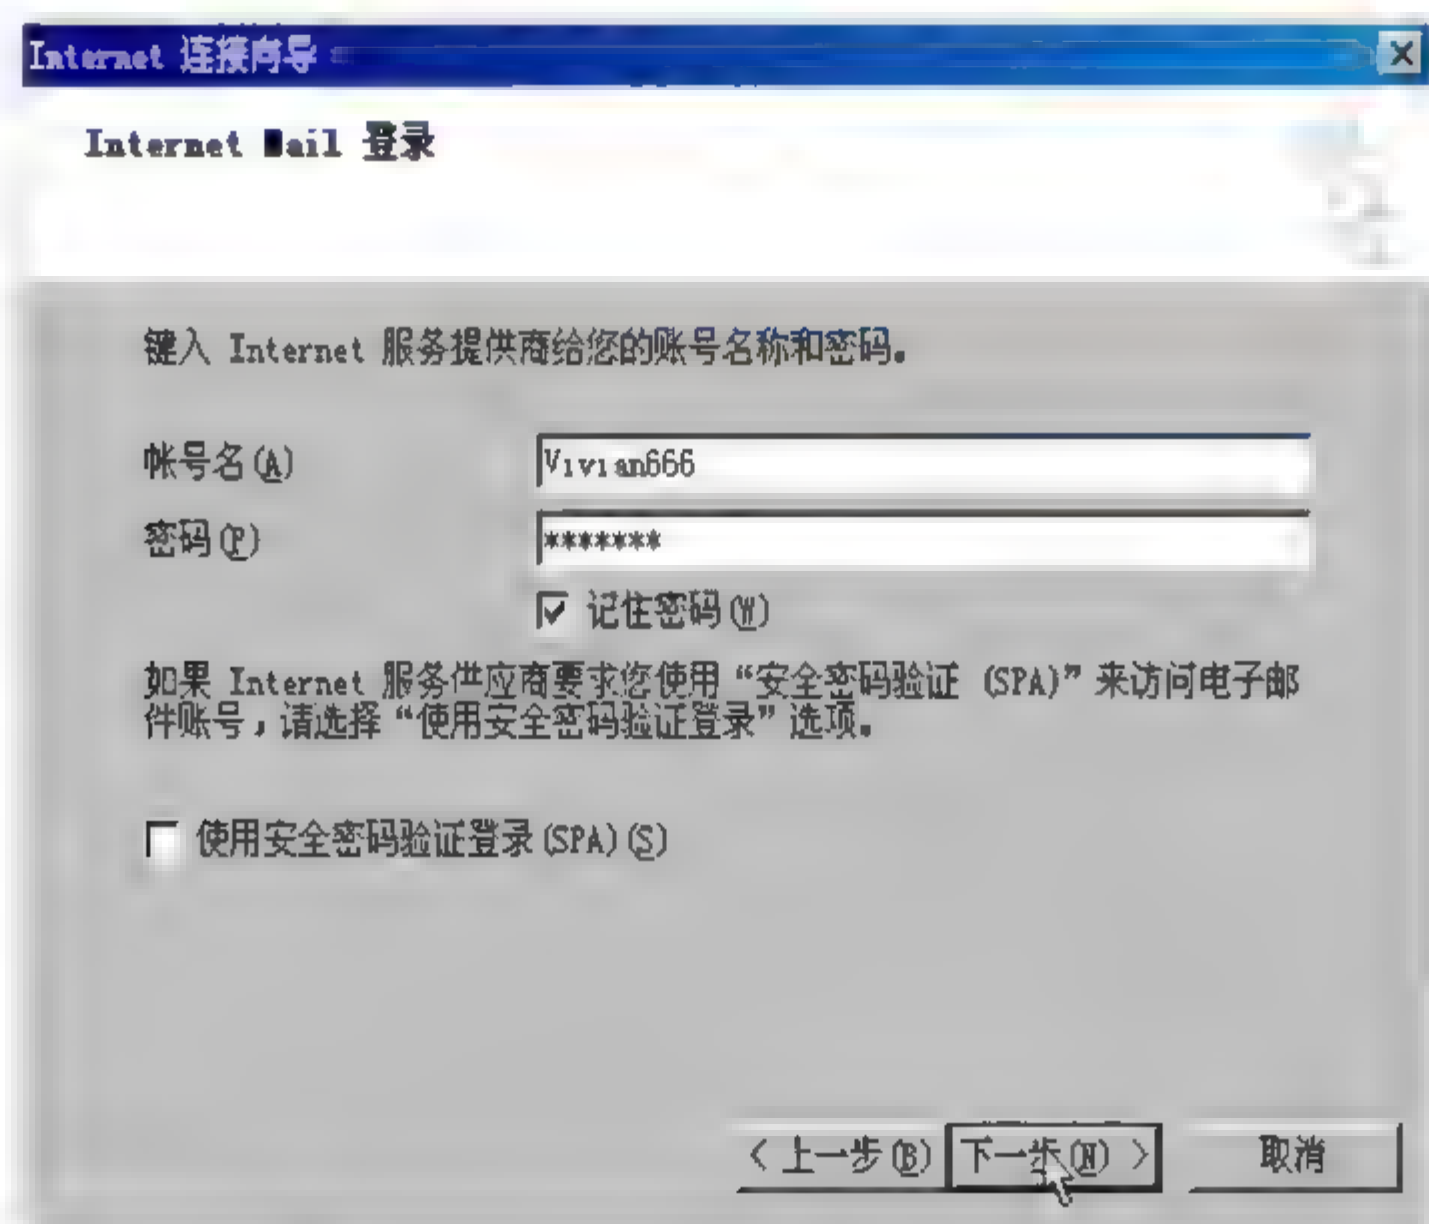 Internet 连接向导
Internet Mail 登录
键入 Internet 服务提供商给您的账号名称和密码。
帐号名(A)
Vivian666
密码(P)
*******
记住密码(W)
如果 Internet 服务供应商要求您使用“安全密码验证 (SPA)”来访问电子邮
件账号,请选择“使用安全密码验证登录”选项。
使用安全密码验证登录(SPA)(S)
< 上一步(B)
下一步(N) >
取消